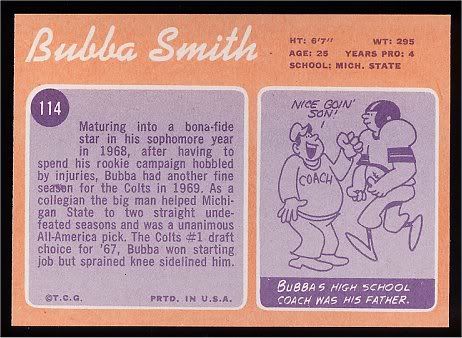 Bubba Smith
HT: 6'7" WT: 295
AGE: 25 YEARS PRO: 4
SCHOOL: MICH. STATE
114
Maturing into a bona-fide
star in his sophomore year
in 1968, after having to
spend his rookie campaign hobbled
by injuries, Bubba had another fine
season for the Colts in 1969. As a
collegian the big man helped Michi-
gan State to two straight unde-
feated seasons and was a unanimous
All-America pick. The Colts #1 draft
choice for '67, Bubba won starting
job but sprained knee sidelined him.
©T.C.G. PRTD. IN U.S.A.
NICE GOIN'
SON!
COACH
BUBBA'S HIGH SCHOOL
COACH WAS HIS FATHER.